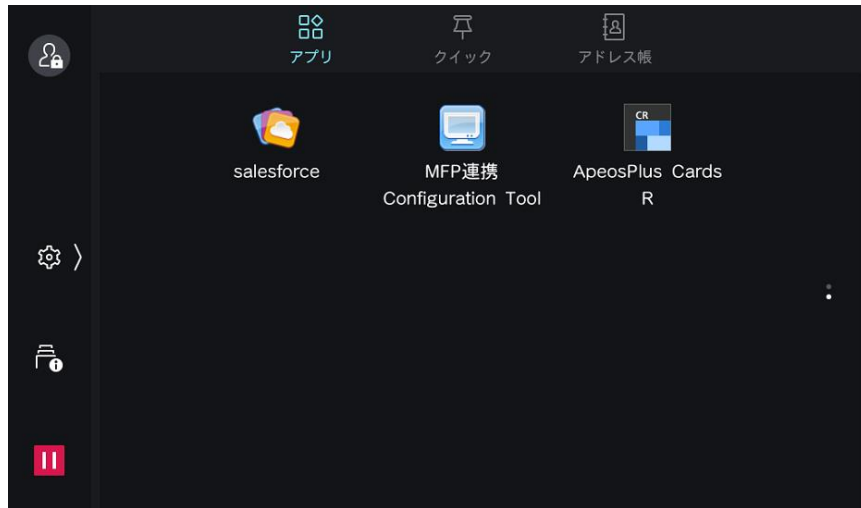 アプリ
クイック
アドレス帳
salesforce
MFP連携
Configuration Tool
CR
ApeosPlus Cards
R